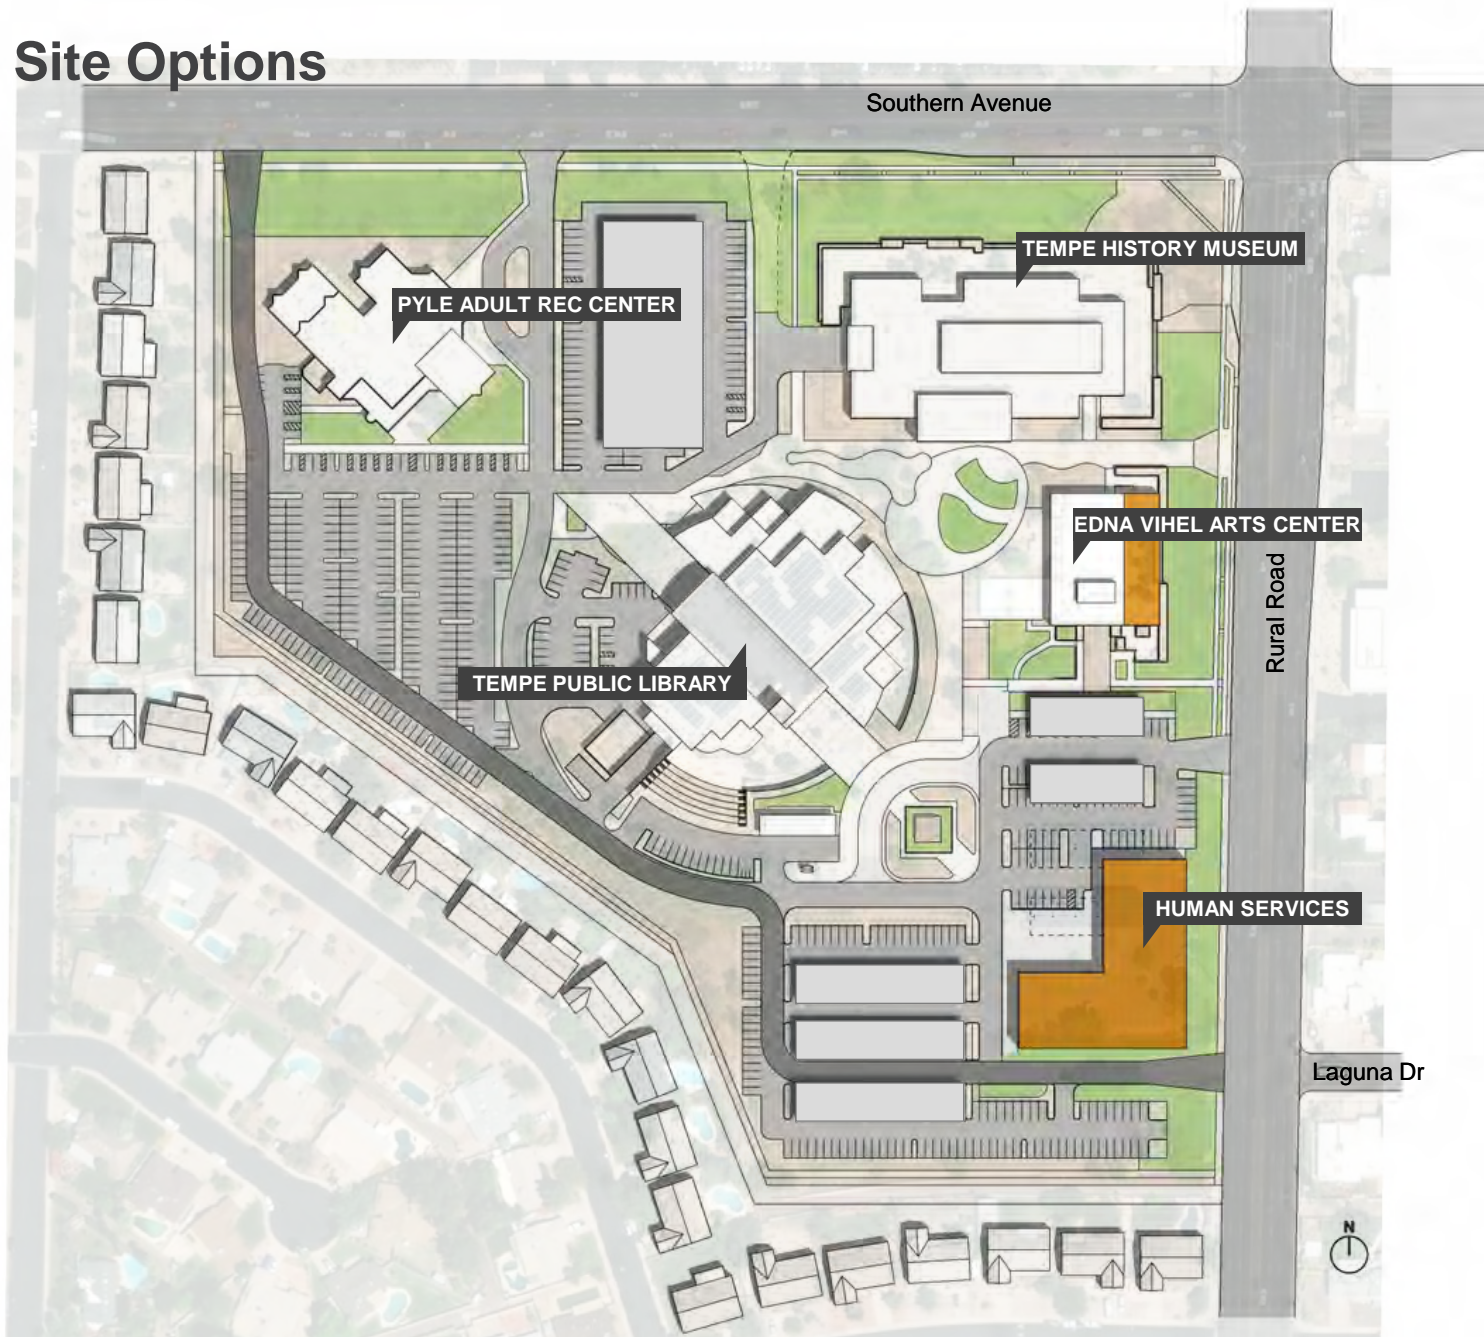 Site Options
Southern Avenue
TEMPE HISTORY MUSEUM
PYLE ADULT REC CENTER
EDNA VIHEL ARTS CENTER
Rural Road
TEMPE PUBLIC LIBRARY
HUMAN SERVICES
Laguna Dr
N